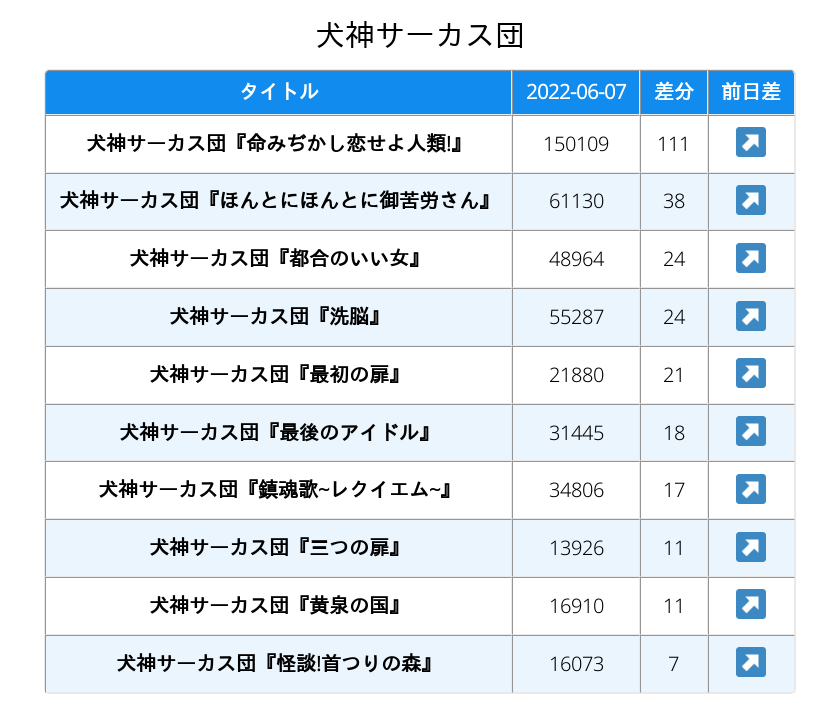 犬神サーカス団
タイトル 2022-06-07 差分 前日差
犬神サーカス団『命みぢかし恋せよ人類!』 150109 111
犬神サーカス団『ほんとにほんとに御苦労さん』 61130 38
犬神サーカス団『都合のいい女』 48964 24
犬神サーカス団『洗脳』 55287 24
犬神サーカス団『最初の扉』 21880 21
犬神サーカス団『最後のアイドル』 31445 18
犬神サーカス団『鎮魂歌~レクイエム~』 34806 17
犬神サーカス団『三つの扉』 13926 11
犬神サーカス団『黄泉の国』 16910 11
犬神サーカス団『怪談!首つりの森』 16073 7